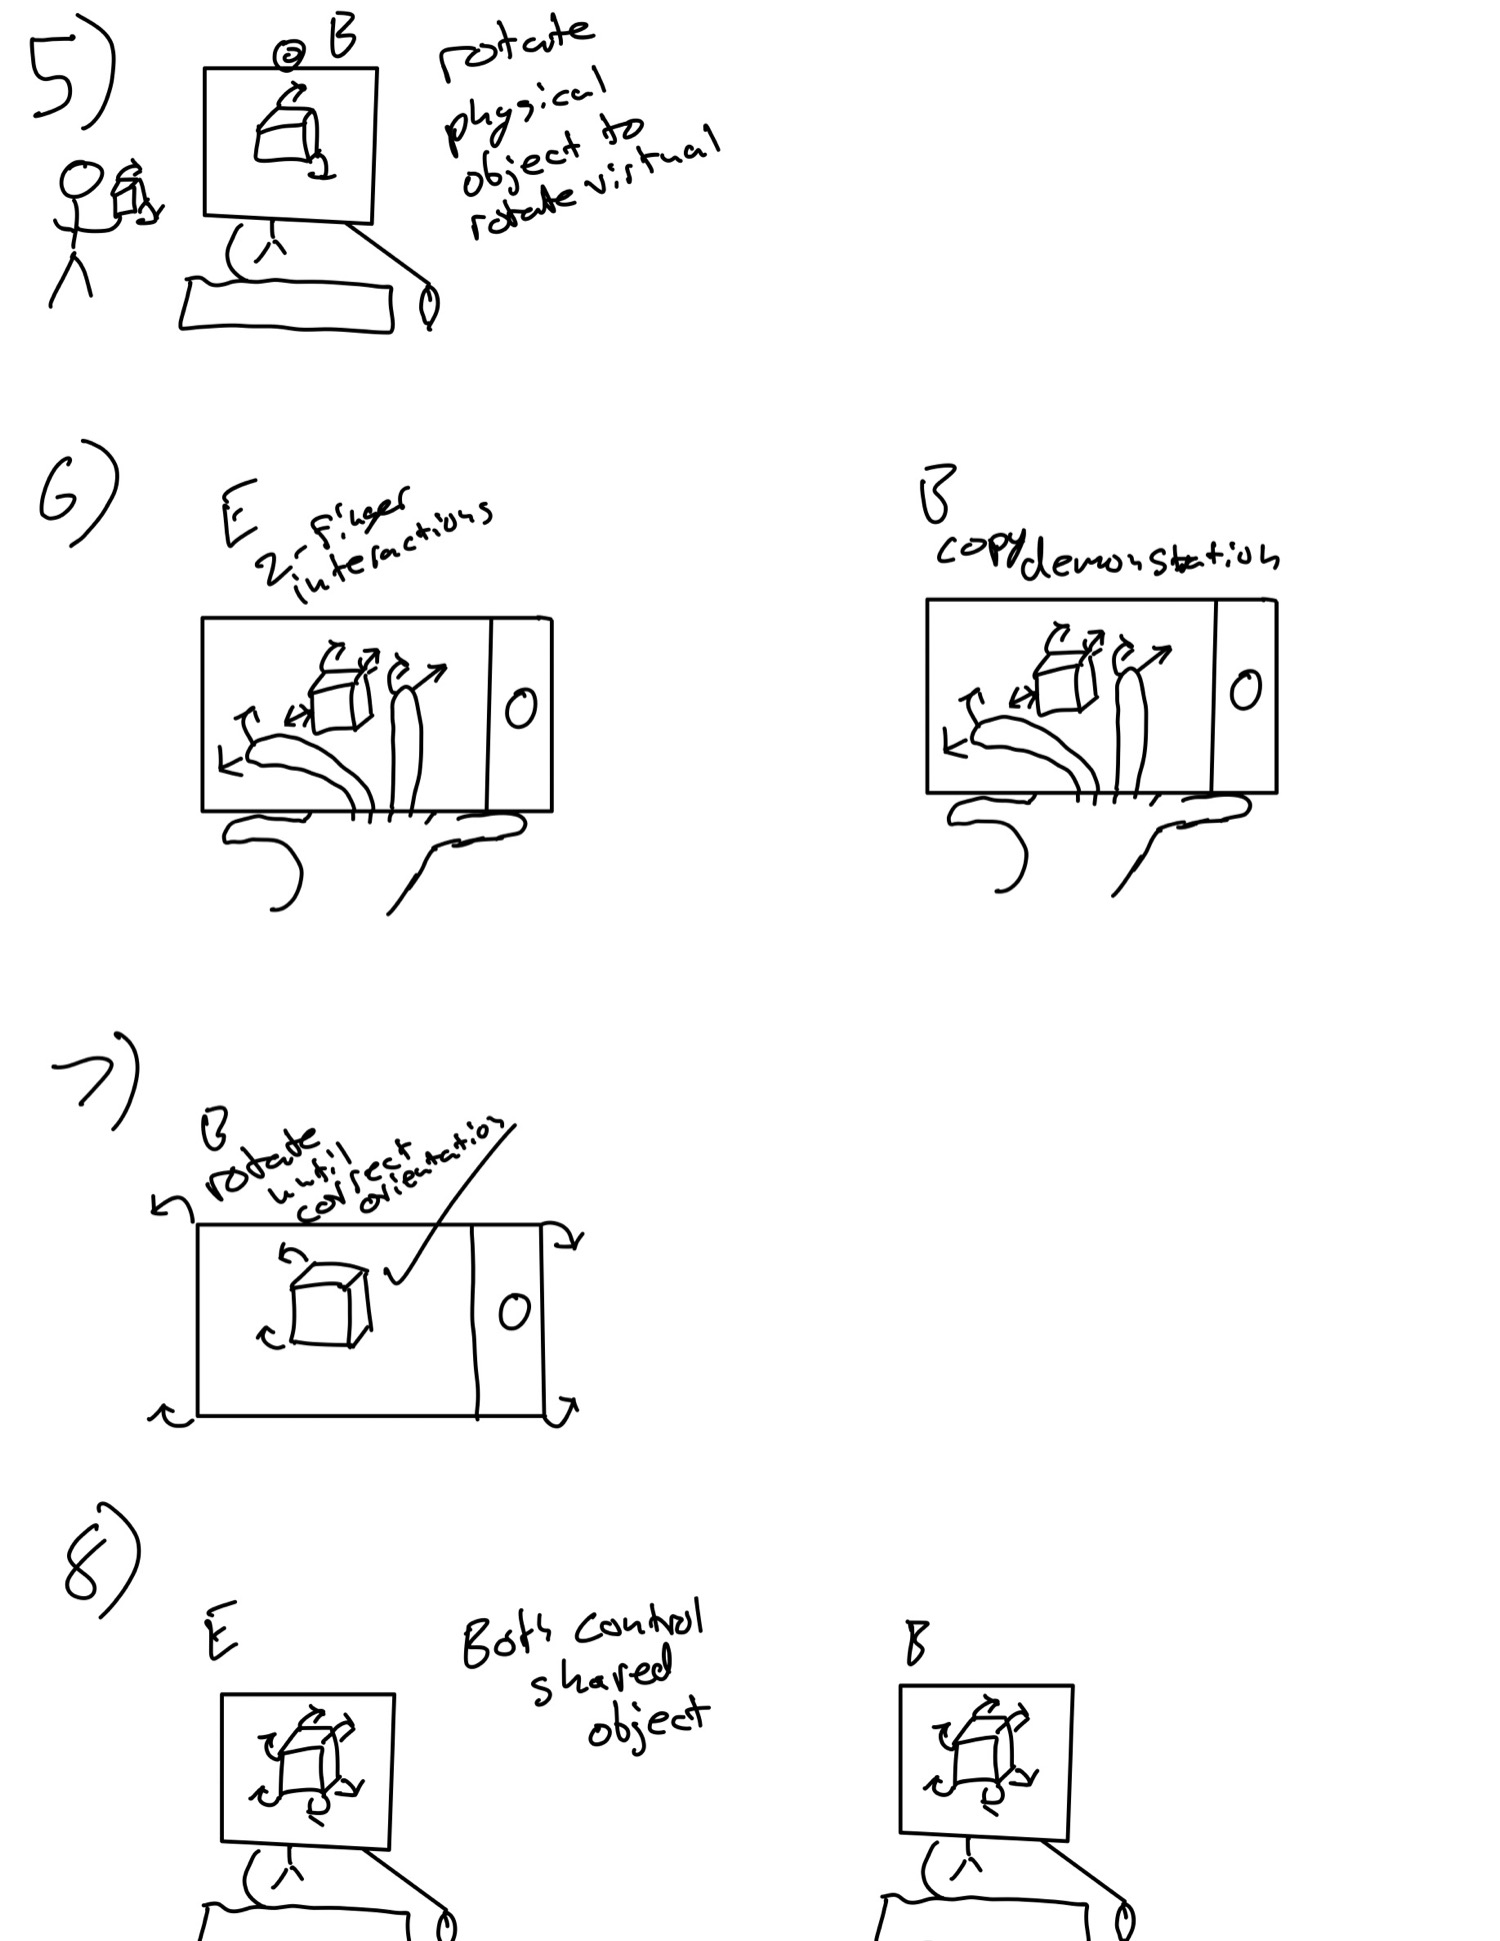 5)
B
rotate
physical
object to
rotate virtual
6)
E
2-finger
interactions
B
copy demonstation
7)
B
rotate
until
correct
orientation
8)
E
Both control
shared
object
B